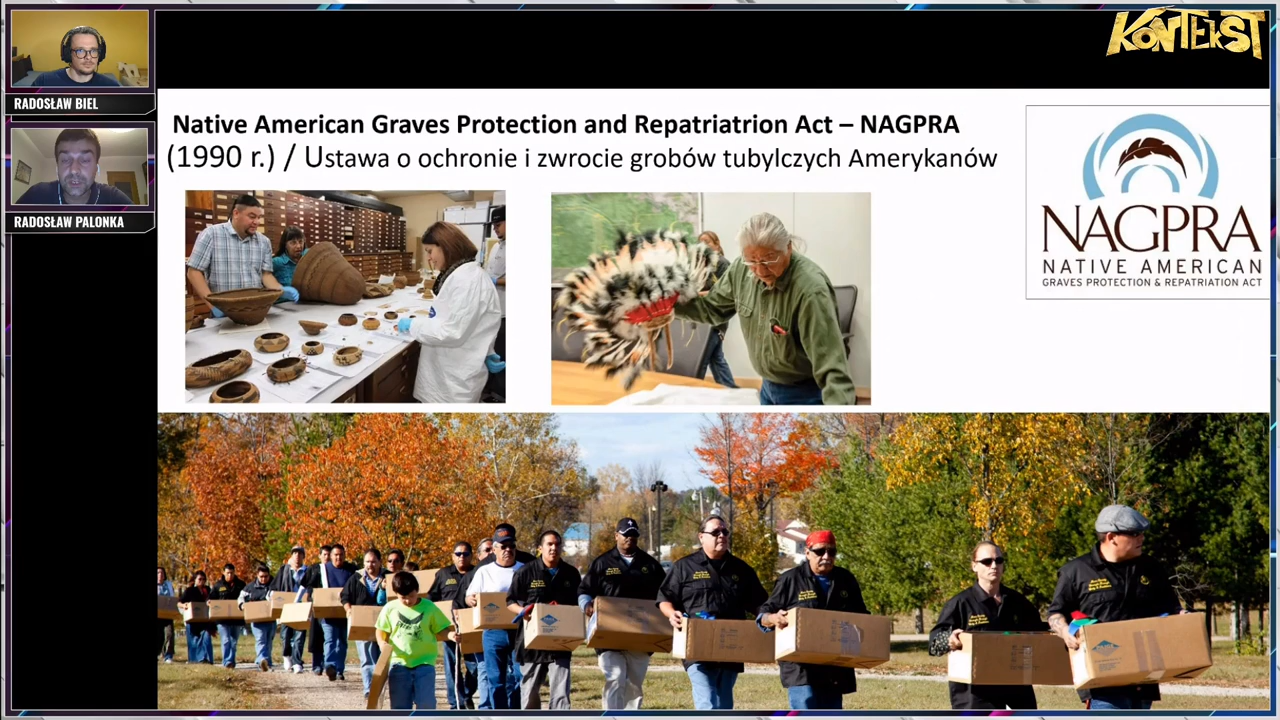 KONTEKST
RADOSŁAW BIEL
RADOSŁAW PALONKA
Native American Graves Protection and Repatriatrion Act – NAGPRA
(1990 r.) / Ustawa o ochronie i zwrocie grobów tubylczych Amerykanów
NAGPRA
NATIVE AMERICAN
GRAVES PROTECTION & REPATRIATION ACT